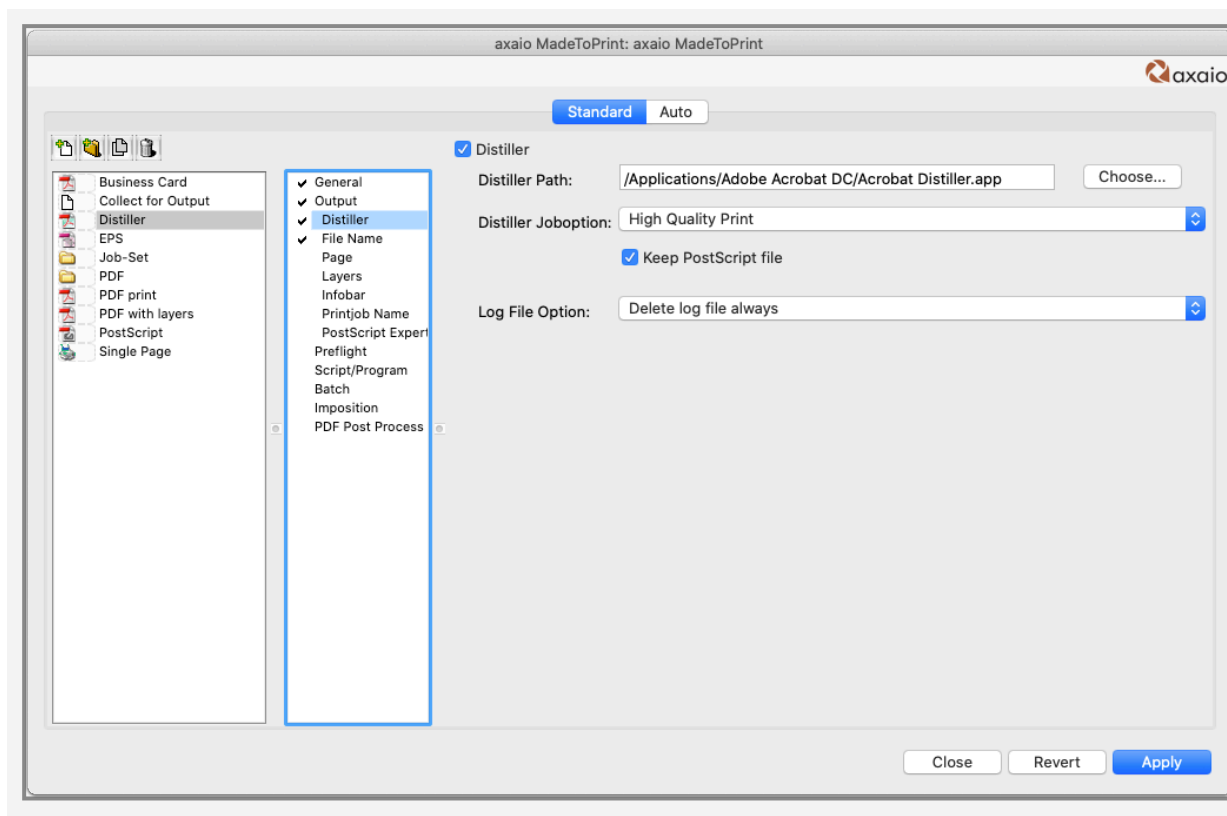 axaio MadeToPrint: axaio MadeToPrint
axaio
Standard Auto
Business Card
Collect for Output
Distiller
EPS
Job-Set
PDF
PDF print
PDF with layers
PostScript
Single Page
General
Output
Distiller
File Name
Page
Layers
Infobar
Printjob Name
PostScript Expert
Preflight
Script/Program
Batch
Imposition
PDF Post Process
Distiller
Distiller Path: /Applications/Adobe Acrobat DC/Acrobat Distiller.app Choose...
Distiller Joboption: High Quality Print
Keep PostScript file
Log File Option: Delete log file always
Close Revert Apply